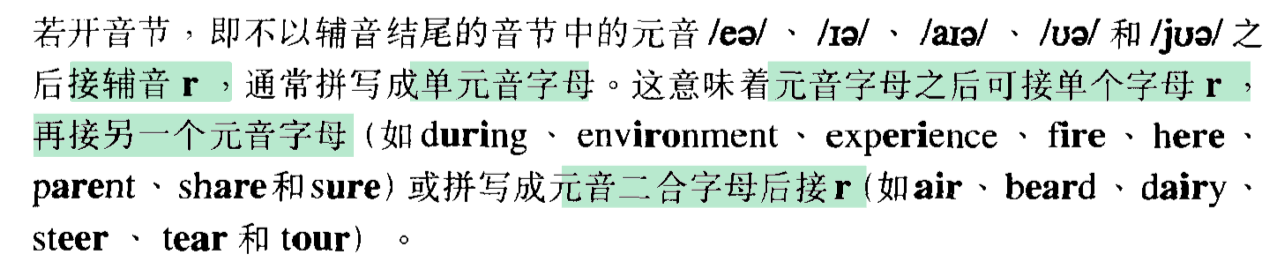 若开音节，即不以辅音结尾的音节中的元音 /eə/ 、 /ɪə/ 、 /aɪə/ 、 /ʊə/ 和 /jʊə/ 之
后接辅音 r ，通常拼写成单元音字母。这意味着元音字母之后可接单个字母 r ，
再接另一个元音字母（如 during 、 environment 、 experience 、 fire 、 here 、
parent 、 share 和 sure）或拼写成元音二合字母后接 r（如 air 、 beard 、 dairy 、
steer 、 tear 和 tour） 。